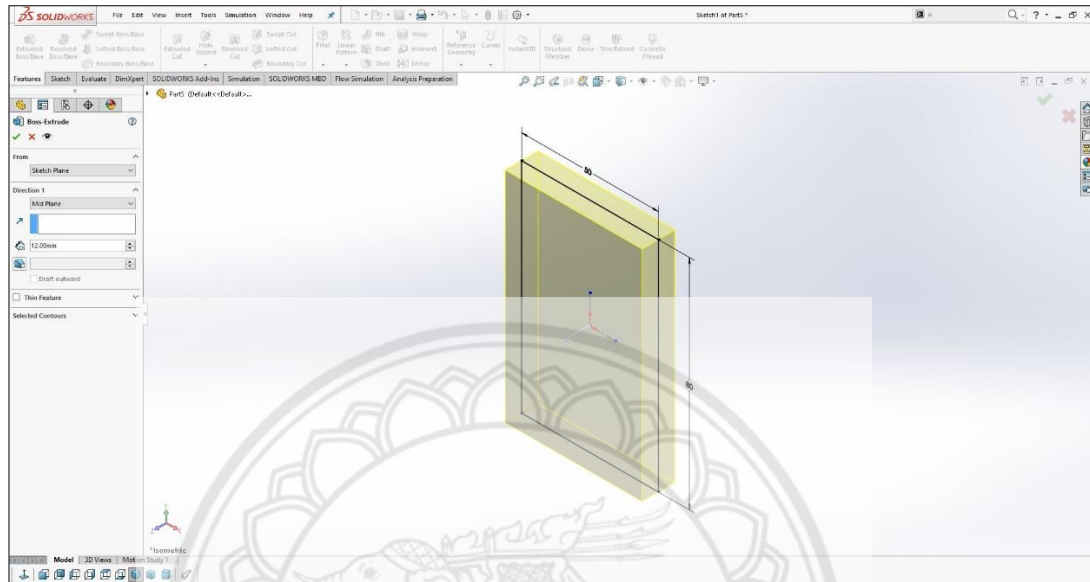 SOLIDWORKS File Edit View Insert Tools Simulation Window Help Sketch1 of Part5 *
Extruded Boss/Base
Revolved Boss/Base
Swept Boss/Base
Lofted Boss/Base
Boundary Boss/Base
Extruded Cut
Hole Wizard
Revolved Cut
Swept Cut
Lofted Cut
Boundary Cut
Fillet
Linear Pattern
Rib
Draft
Shell
Wrap
Intersect
Mirror
Reference Geometry
Curves
Instant3D
Structural Member
Dome
Trim/Extend
Cosmetic Thread
Features Sketch Evaluate DimXpert SOLIDWORKS Add-Ins Simulation SOLIDWORKS MBD Flow Simulation Analysis Preparation
Part5 (Default<<Default>...
Boss-Extrude
From
Sketch Plane
Direction 1
Mid Plane
12.00mm
Draft outward
Thin Feature
Selected Contours
*Isometric
Model 3D Views Motion Study 1